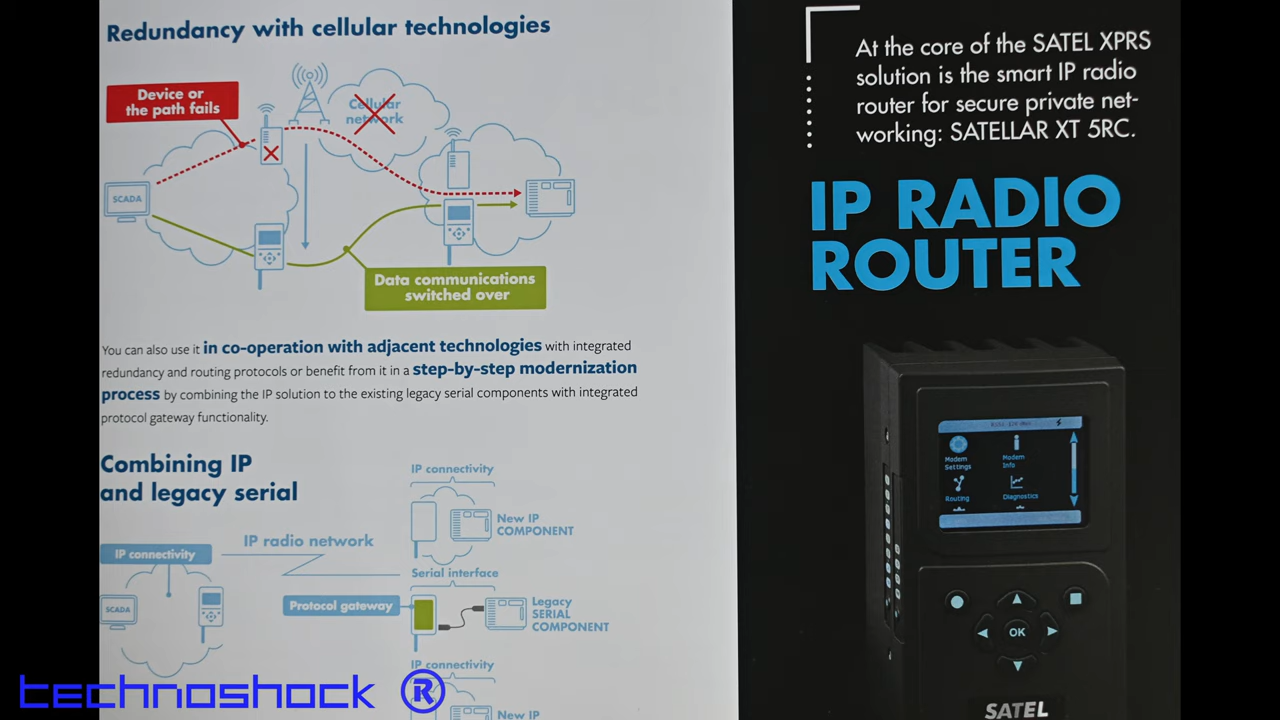 Redundancy with cellular technologies
Device or
the path fails
Cellular
network
SCADA
Data communications
switched over
You can also use it in co-operation with adjacent technologies with integrated
redundancy and routing protocols or benefit from it in a step-by-step modernization
process by combining the IP solution to the existing legacy serial components with integrated
protocol gateway functionality.
Combining IP
and legacy serial
IP connectivity
New IP
COMPONENT
IP radio network
IP connectivity
Serial interface
SCADA
Protocol gateway
Legacy
SERIAL
COMPONENT
IP connectivity
New IP
technoshock ®
At the core of the SATEL XPRS
solution is the smart IP radio
router for secure private net-
working: SATELLAR XT 5RC.
IP RADIO
ROUTER
Modem
Settings
Modem
Info
Routing
Diagnostics
OK
SATEL